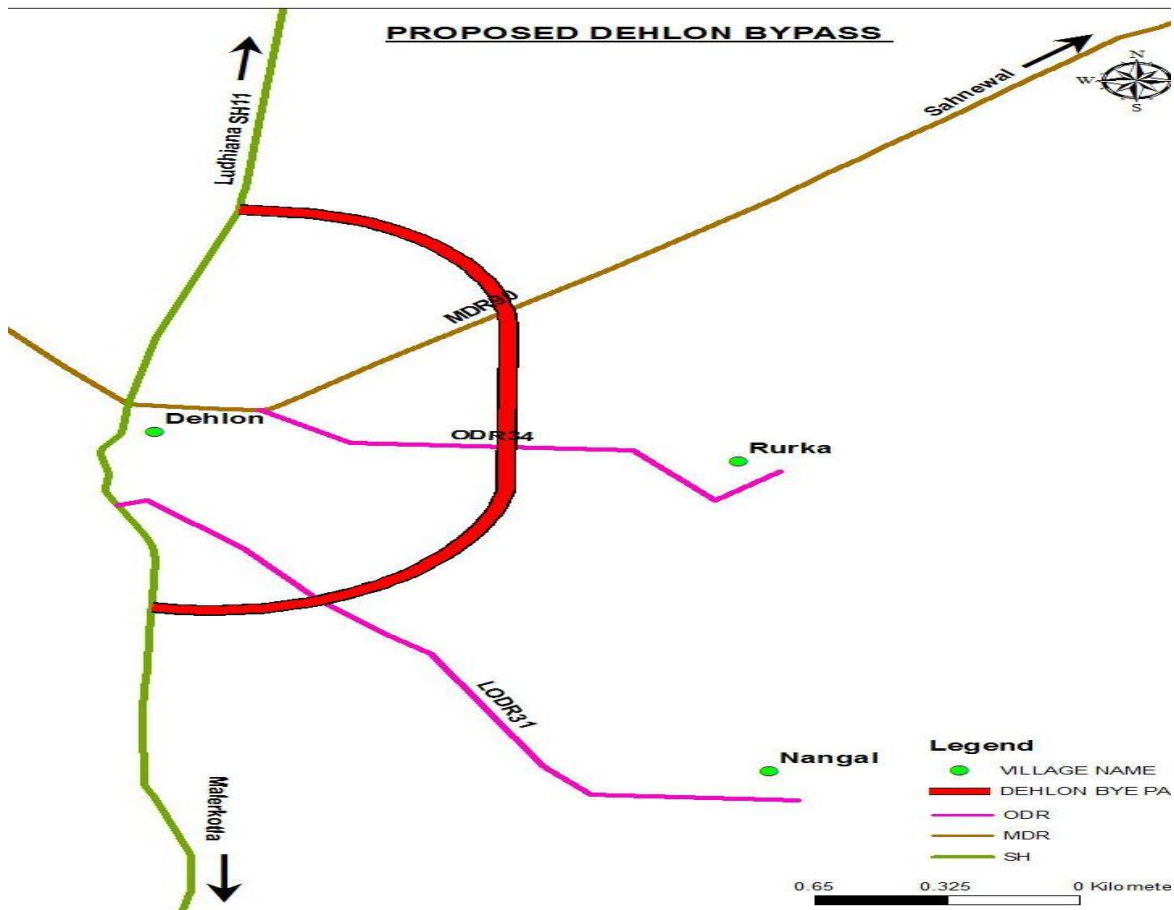 PROPOSED DEHLON BYPASS
N
W
S
Sahnewal
Ludhiana SH11
MDR90
Dehlon
ODR34
Rurka
LODR31
Nangal
Malerkotla
Legend
VILLAGE NAME
DEHLON BYE PA
ODR
MDR
SH
0.65 0.325 0 Kilomete